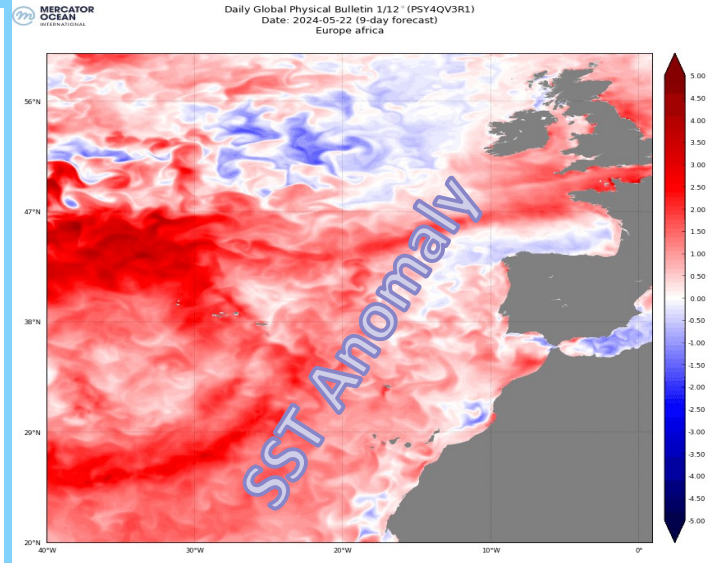 MERCATOR
OCEAN
INTERNATIONAL
Daily Global Physical Bulletin 1/12° (PSY4QV3R1)
Date: 2024-05-22 (9-day forecast)
Europe africa
56°N
47°N
38°N
29°N
20°N
40°W
30°W
20°W
10°W
0°
SST Anomaly
5.00
4.50
4.00
3.50
3.00
2.50
2.00
1.50
1.00
0.50
0.00
-0.50
-1.00
-1.50
-2.00
-2.50
-3.00
-3.50
-4.00
-4.50
-5.00